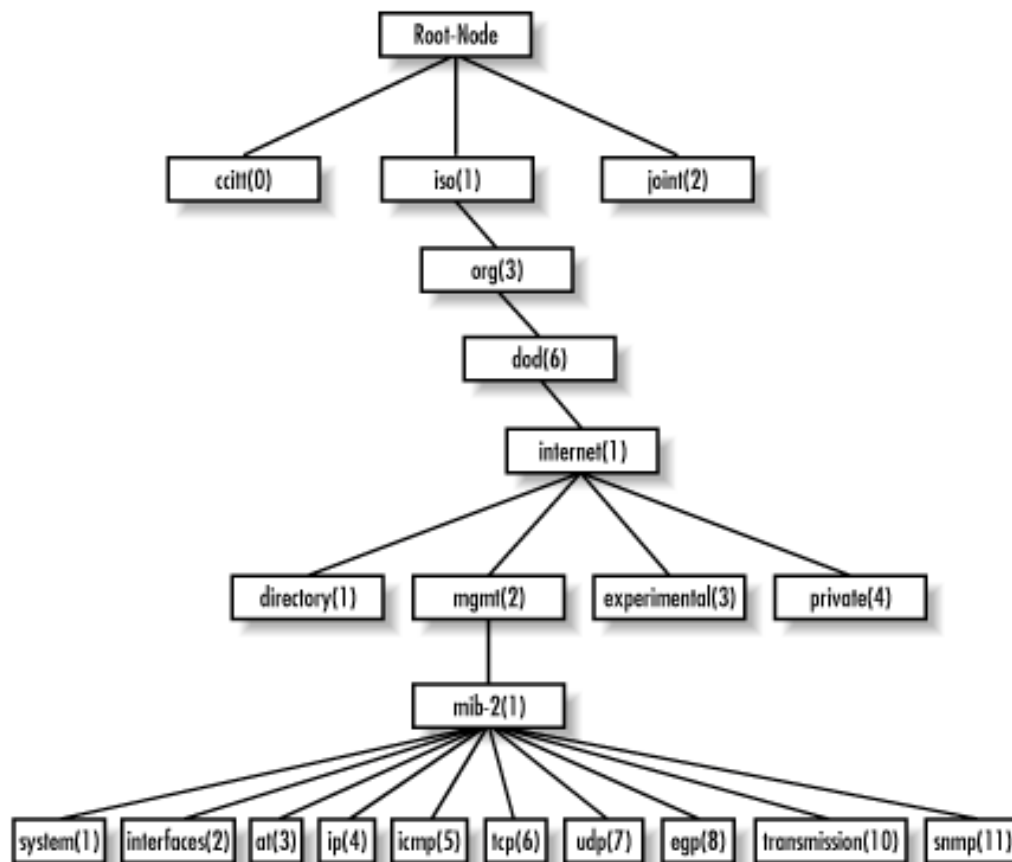 Root-Node
ccitt(0) iso(1) joint(2)
org(3)
dod(6)
internet(1)
directory(1) mgmt(2) experimental(3) private(4)
mib-2(1)
system(1) interfaces(2) at(3) ip(4) icmp(5) tcp(6) udp(7) egp(8) transmission(10) snmp(11)